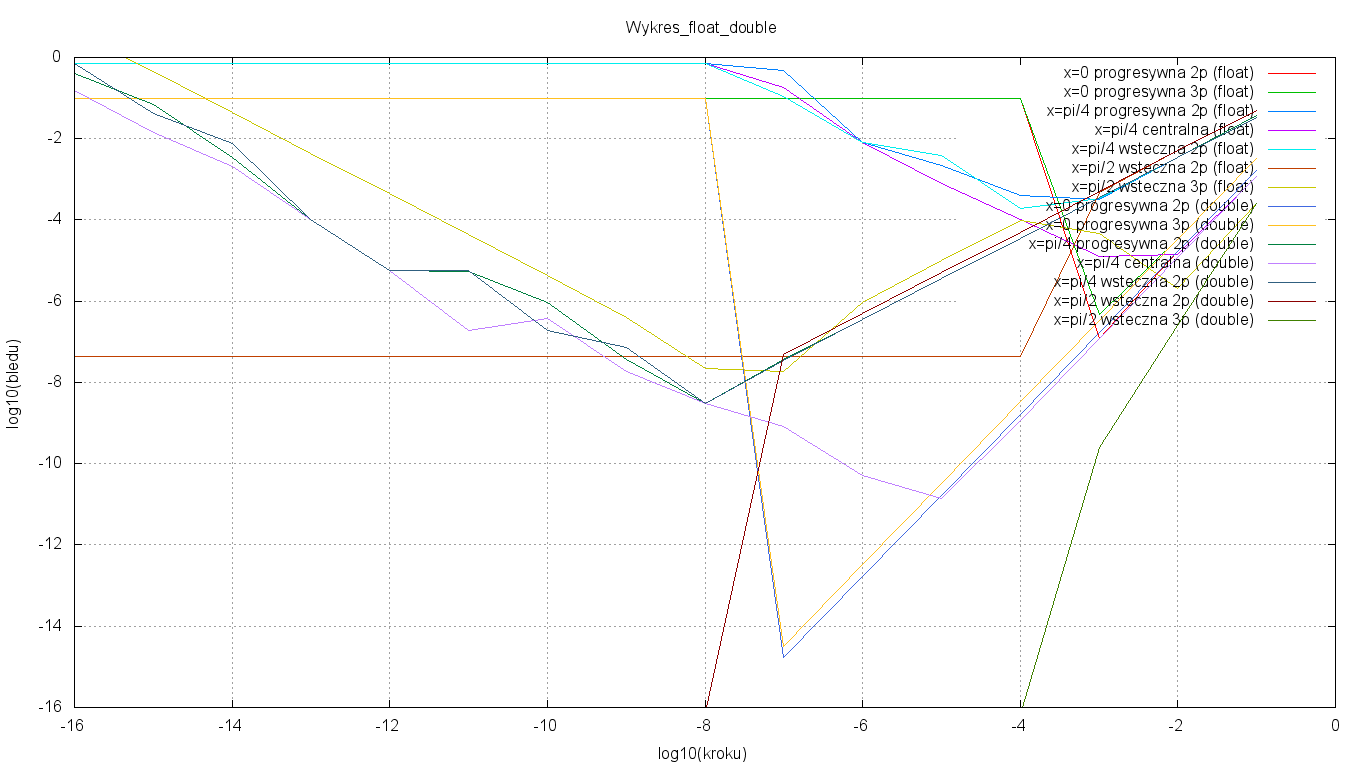 Wykres_float_double
0
-2
-4
-6
-8
-10
-12
-14
-16
log10(bledu)
x=0 progresywna 2p (float)
x=0 progresywna 3p (float)
x=pi/4 progresywna 2p (float)
x=pi/4 centralna (float)
x=pi/4 wsteczna 2p (float)
x=pi/2 wsteczna 2p (float)
x=pi/2 wsteczna 3p (float)
x=0 progresywna 2p (double)
x=0 progresywna 3p (double)
x=pi/4 progresywna 2p (double)
x=pi/4 centralna (double)
x=pi/4 wsteczna 2p (double)
x=pi/2 wsteczna 2p (double)
x=pi/2 wsteczna 3p (double)
-16 -14 -12 -10 -8 -6 -4 -2 0
log10(kroku)